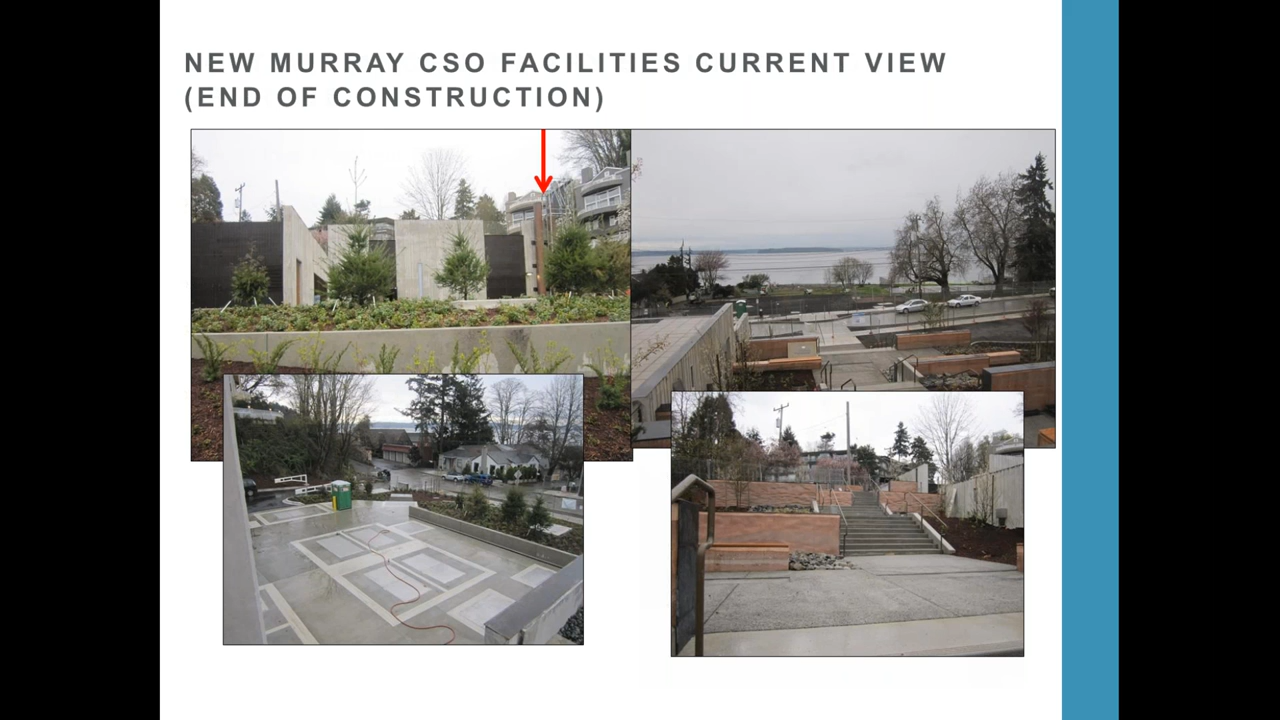 NEW MURRAY CSO FACILITIES CURRENT VIEW
(END OF CONSTRUCTION)